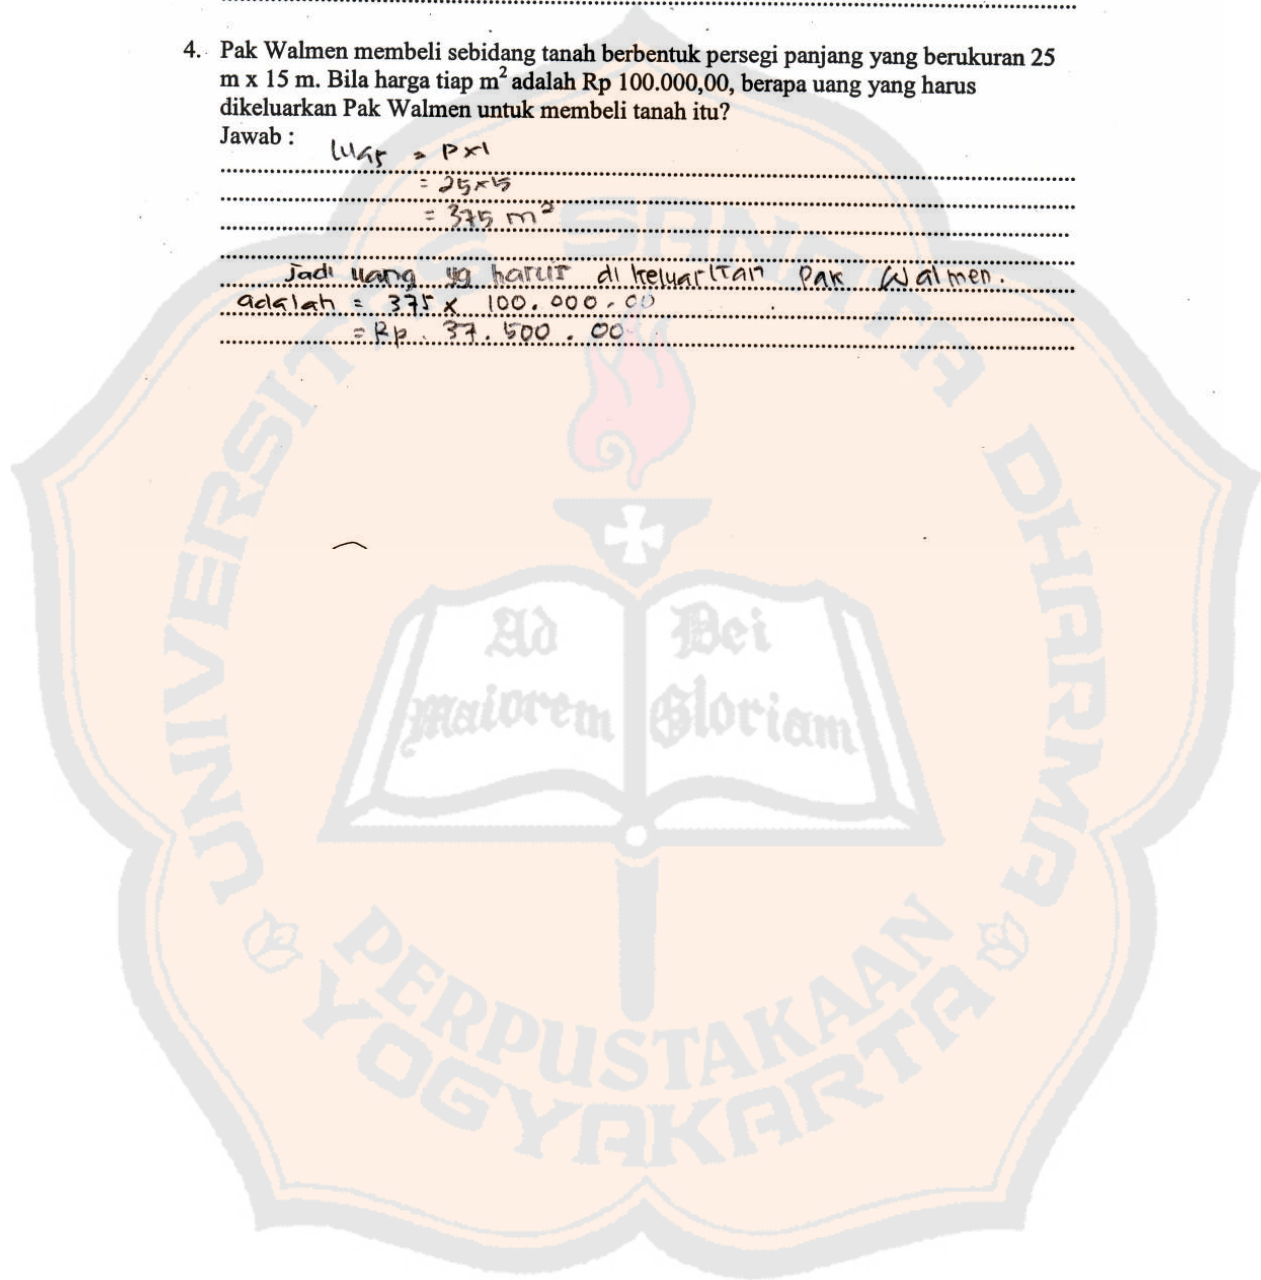 4. Pak Walmen membeli sebidang tanah berbentuk persegi panjang yang berukuran 25
m x 15 m. Bila harga tiap m² adalah Rp 100.000,00, berapa uang yang harus
dikeluarkan Pak Walmen untuk membeli tanah itu?
Jawab :
Luas = P x l
= 25 x 15
= 375 m²
Jadi uang yg harus di keluarkan Pak Walmen.
adalah = 375 x 100.000.00
= Rp. 37.500.00
UNIVERSITAS SANATA DHARMA
Ad Dei
Maiorem Gloriam
PERPUSTAKAAN
YOGYAKARTA